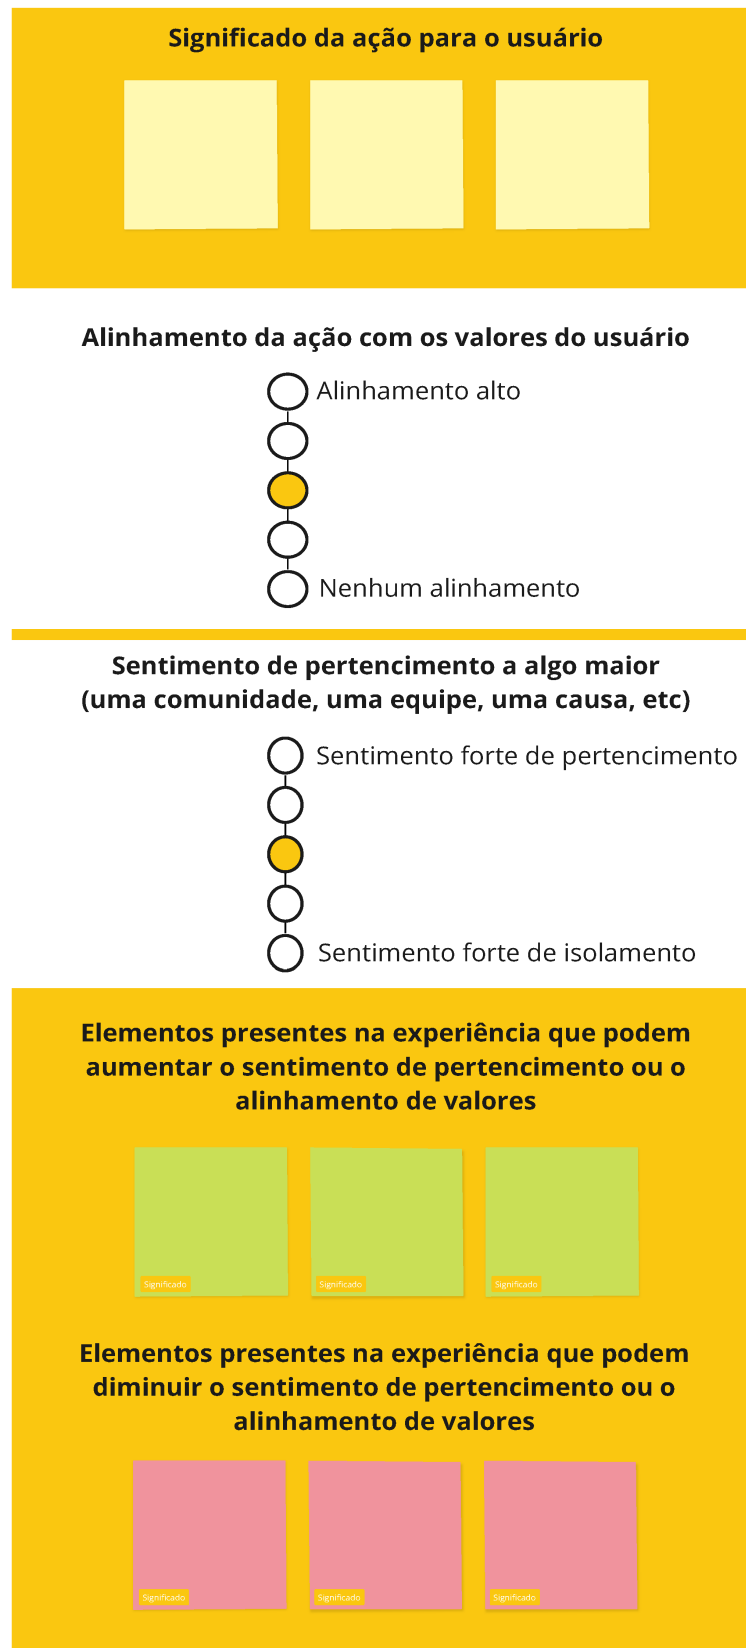 Significado da ação para o usuário
Alinhamento da ação com os valores do usuário
Alinhamento alto
Nenhum alinhamento
Sentimento de pertencimento a algo maior
(uma comunidade, uma equipe, uma causa, etc)
Sentimento forte de pertencimento
Sentimento forte de isolamento
Elementos presentes na experiência que podem
aumentar o sentimento de pertencimento ou o
alinhamento de valores
Significado
Significado
Significado
Elementos presentes na experiência que podem
diminuir o sentimento de pertencimento ou o
alinhamento de valores
Significado
Significado
Significado